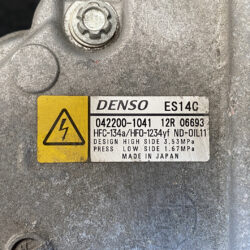 DENSO ES14C
042200-1041 12R 06693
HFC-134a/HFO-1234yf ND-OIL11
DESIGN HIGH SIDE 3.53MPa
PRESS LOW SIDE 1.67MPa
MADE IN JAPAN